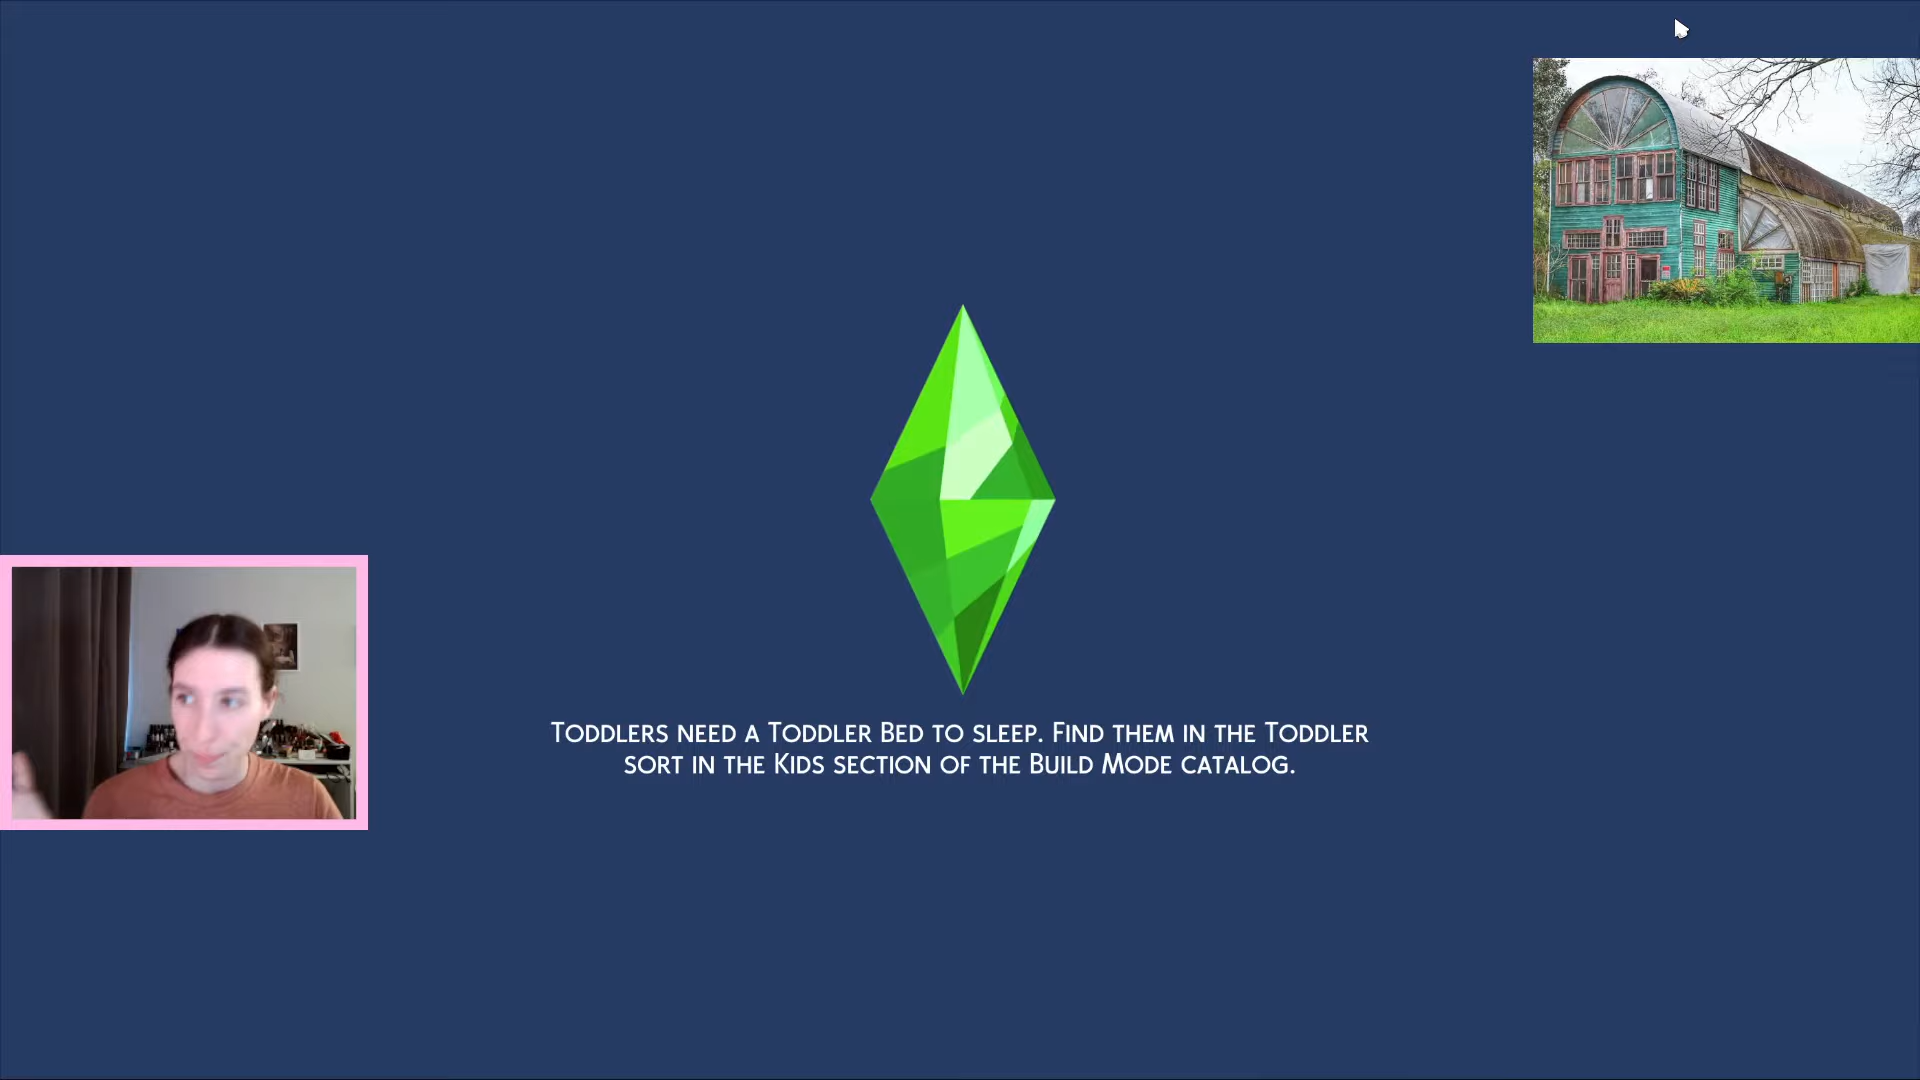 Toddlers need a Toddler Bed to sleep. Find them in the Toddler
sort in the Kids section of the Build Mode catalog.